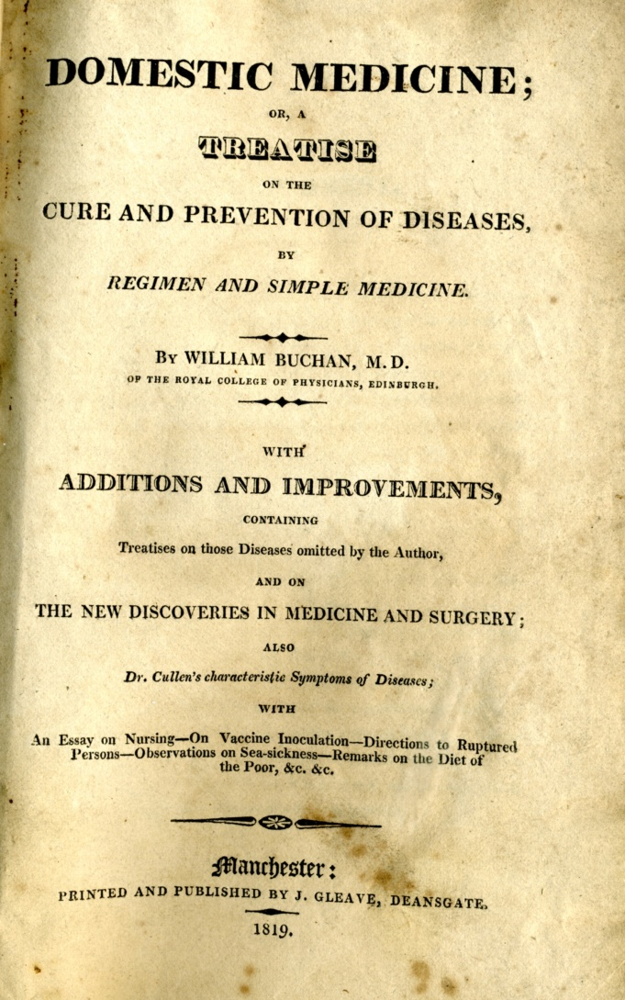 DOMESTIC MEDICINE;
OR, A
TREATISE
ON THE
CURE AND PREVENTION OF DISEASES,
BY
REGIMEN AND SIMPLE MEDICINE.
BY WILLIAM BUCHAN, M.D.
OF THE ROYAL COLLEGE OF PHYSICIANS, EDINBURGH.
WITH
ADDITIONS AND IMPROVEMENTS,
CONTAINING
Treatises on those Diseases omitted by the Author,
AND ON
THE NEW DISCOVERIES IN MEDICINE AND SURGERY;
ALSO
Dr. Cullen's characteristic Symptoms of Diseases;
WITH
An Essay on Nursing—On Vaccine Inoculation—Directions to Ruptured
Persons—Observations on Sea-sickness—Remarks on the Diet of
the Poor, &c. &c.
Manchester:
PRINTED AND PUBLISHED BY J. GLEAVE, DEANSGATE.
1819.